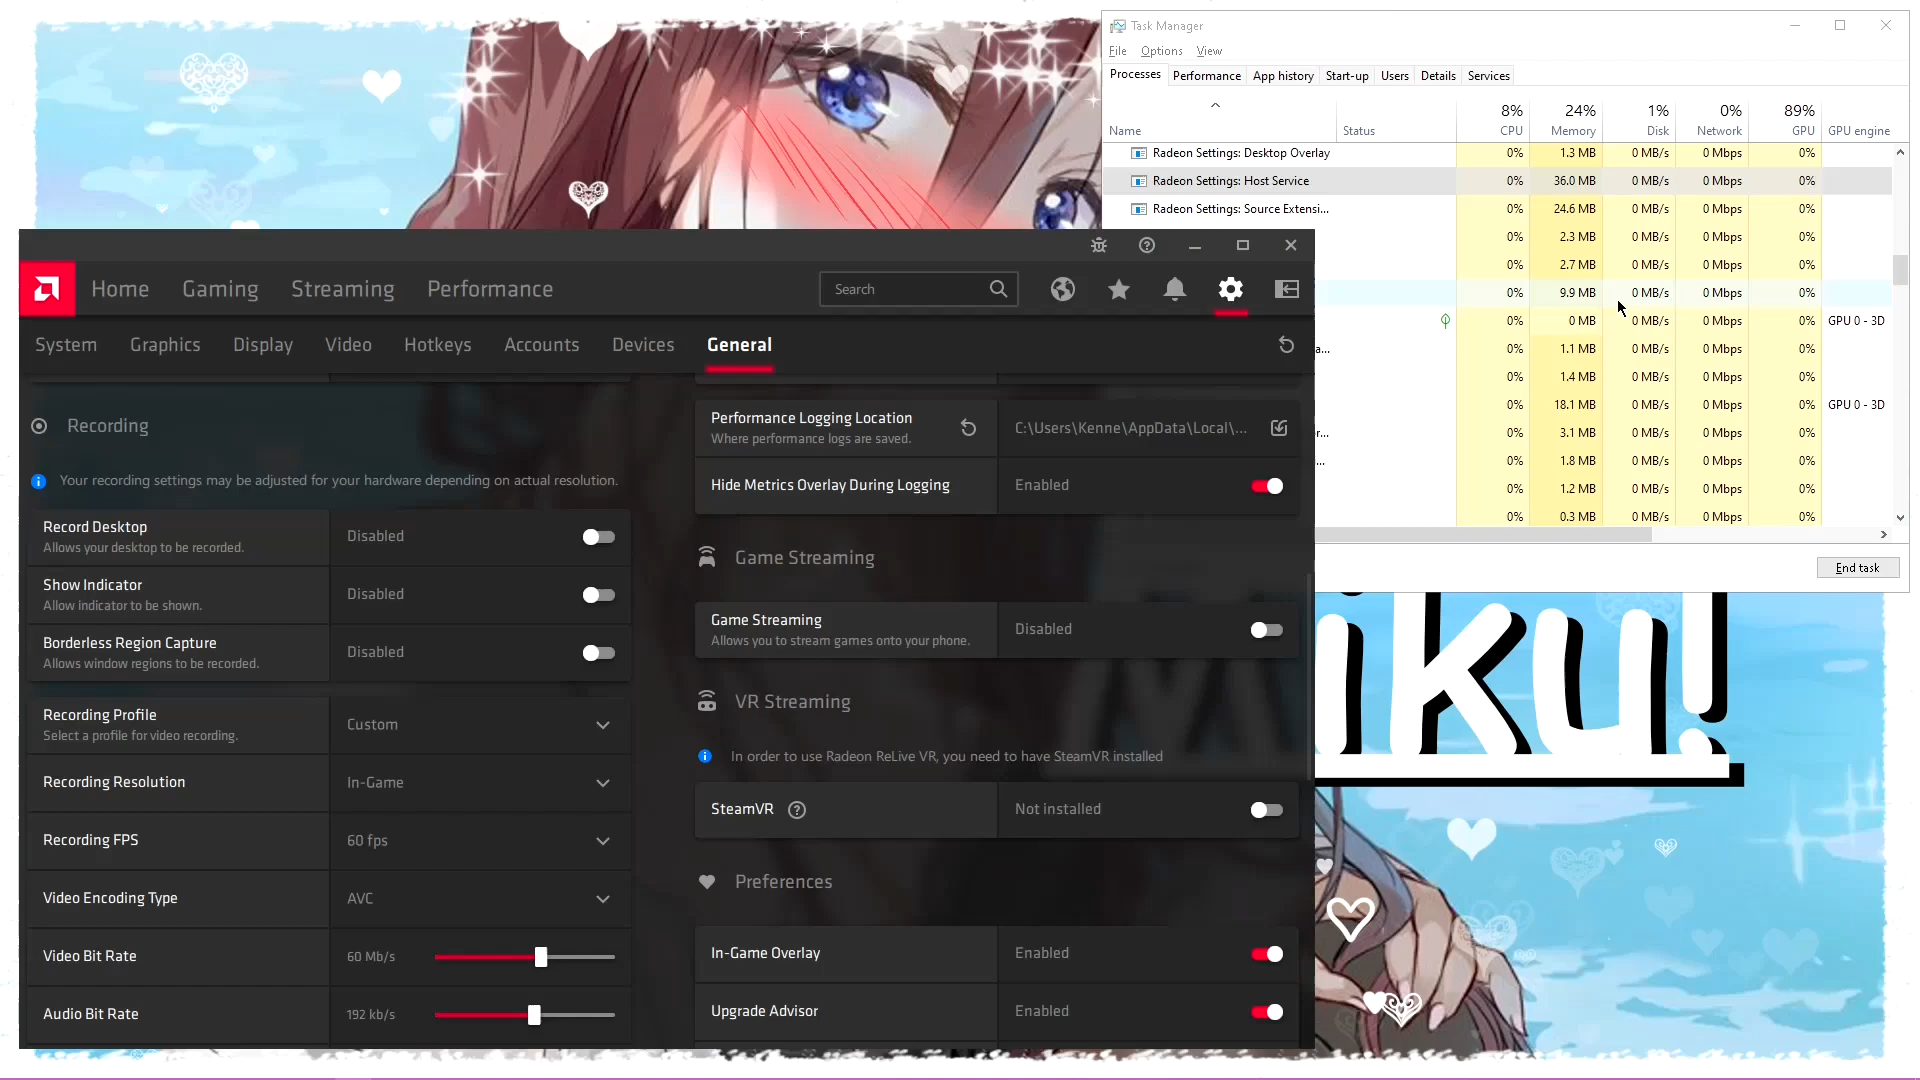 Task Manager
File Options View
Processes Performance App history Start-up Users Details Services
8% 24% 1% 0% 89%
Name Status CPU Memory Disk Network GPU GPU engine
Radeon Settings: Desktop Overlay 0% 1.3 MB 0 MB/s 0 Mbps 0%
Radeon Settings: Host Service 0% 36.0 MB 0 MB/s 0 Mbps 0%
Radeon Settings: Source Extensi... 0% 24.6 MB 0 MB/s 0 Mbps 0%
0% 2.3 MB 0 MB/s 0 Mbps 0%
0% 2.7 MB 0 MB/s 0 Mbps 0%
0% 9.9 MB 0 MB/s 0 Mbps 0%
0% 0 MB 0 MB/s 0 Mbps 0% GPU 0 - 3D
a... 0% 1.1 MB 0 MB/s 0 Mbps 0%
0% 1.4 MB 0 MB/s 0 Mbps 0%
0% 18.1 MB 0 MB/s 0 Mbps 0% GPU 0 - 3D
r... 0% 3.1 MB 0 MB/s 0 Mbps 0%
... 0% 1.8 MB 0 MB/s 0 Mbps 0%
0% 1.2 MB 0 MB/s 0 Mbps 0%
0% 0.3 MB 0 MB/s 0 Mbps 0%
End task
Home Gaming Streaming Performance Search
System Graphics Display Video Hotkeys Accounts Devices General
Recording
Your recording settings may be adjusted for your hardware depending on actual resolution.
Record Desktop Disabled
Allows your desktop to be recorded.
Show Indicator Disabled
Allow indicator to be shown.
Borderless Region Capture Disabled
Allows window regions to be recorded.
Recording Profile Custom
Select a profile for video recording.
Recording Resolution In-Game
Recording FPS 60 fps
Video Encoding Type AVC
Video Bit Rate 60 Mb/s
Audio Bit Rate 192 kb/s
Performance Logging Location C:\Users\Kenne\AppData\Local\...
Where performance logs are saved.
Hide Metrics Overlay During Logging Enabled
Game Streaming
Game Streaming Disabled
Allows you to stream games onto your phone.
VR Streaming
In order to use Radeon ReLive VR, you need to have SteamVR installed
SteamVR Not installed
Preferences
In-Game Overlay Enabled
Upgrade Advisor Enabled
iku!